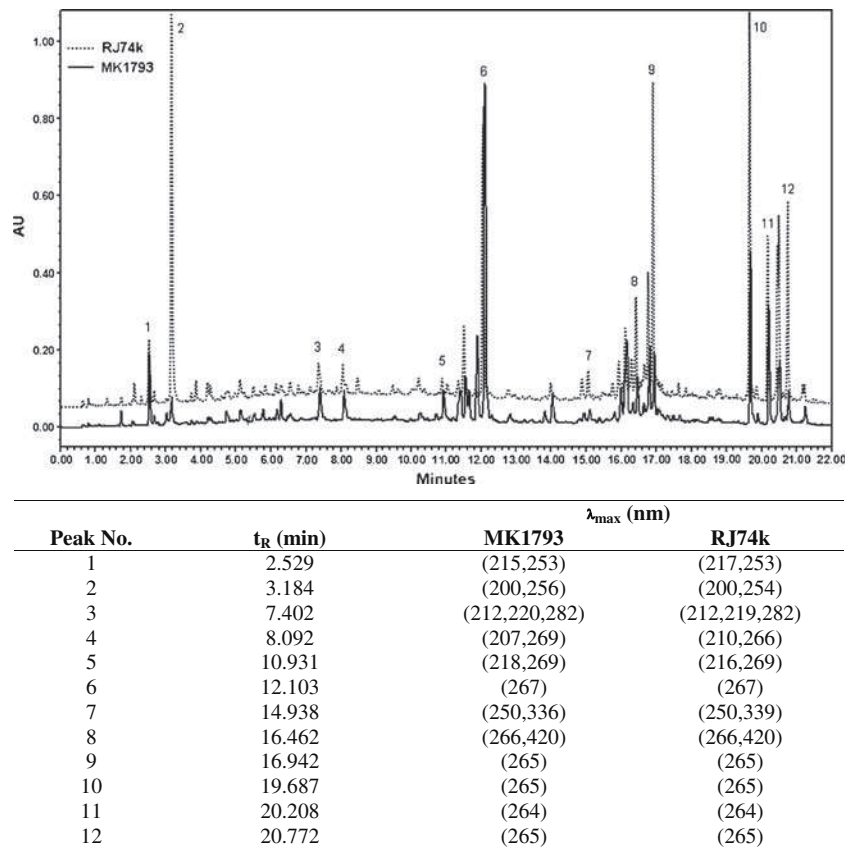 1.00
0.80
0.60
0.40
0.20
0.00
AU
RJ74k
MK1793
1
2
3
4
5
6
7
8
9
10
11
12
0.00 1.00 2.00 3.00 4.00 5.00 6.00 7.00 8.00 9.00 10.00 11.00 12.00 13.00 14.00 15.00 16.00 17.00 18.00 19.00 20.00 21.00 22.00
Minutes
λmax (nm)
Peak No. tR (min) MK1793 RJ74k
1 2.529 (215,253) (217,253)
2 3.184 (200,256) (200,254)
3 7.402 (212,220,282) (212,219,282)
4 8.092 (207,269) (210,266)
5 10.931 (218,269) (216,269)
6 12.103 (267) (267)
7 14.938 (250,336) (250,339)
8 16.462 (266,420) (266,420)
9 16.942 (265) (265)
10 19.687 (265) (265)
11 20.208 (264) (264)
12 20.772 (265) (265)